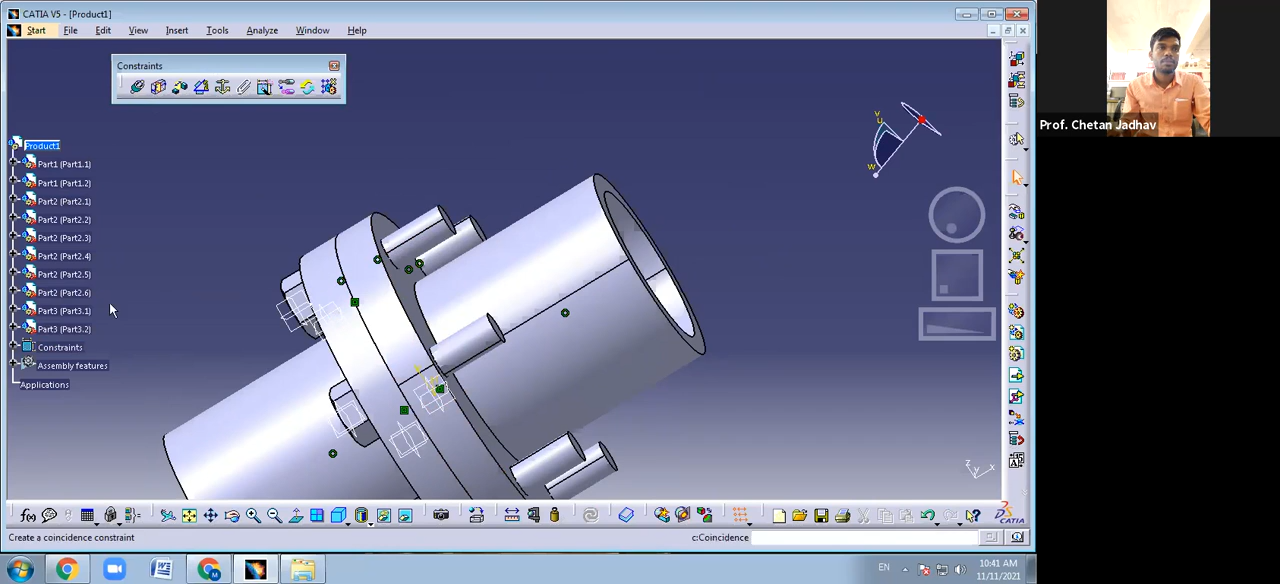 CATIA V5 - [Product1]
Start File Edit View Insert Tools Analyze Window Help
Constraints
Product1
Part1 (Part1.1)
Part1 (Part1.2)
Part2 (Part2.1)
Part2 (Part2.2)
Part2 (Part2.3)
Part2 (Part2.4)
Part2 (Part2.5)
Part2 (Part2.6)
Part3 (Part3.1)
Part3 (Part3.2)
Constraints
Assembly features
Applications
Prof. Chetan Jadhav
v
u
w
z
y
x
f(x)
CATIA
Create a coincidence constraint
c:Coincidence
EN
10:41 AM
11/11/2021